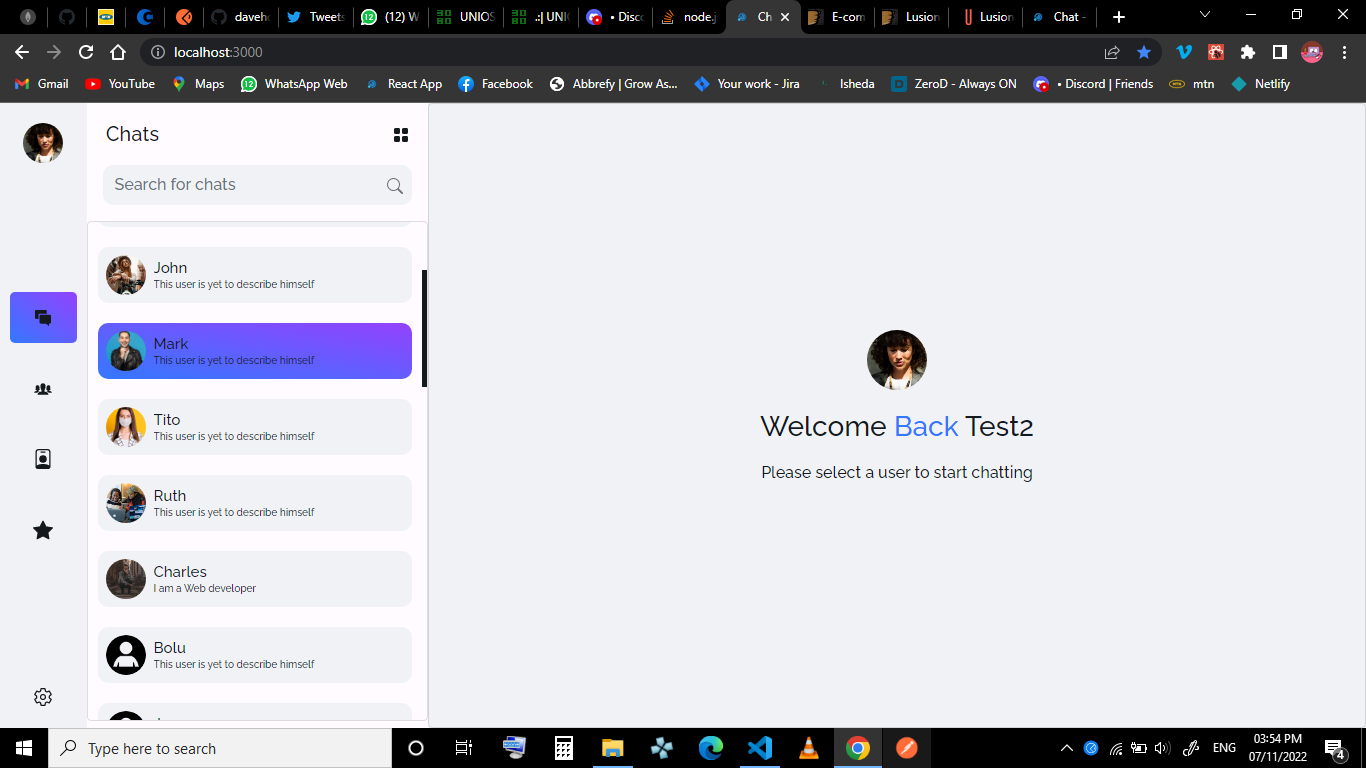 daveho
Tweets
(12) W
UNIOS
.:| UNI
• Disco
node.j
Ch
E-com
Lusion
Lusion
Chat -
localhost:3000
Gmail
YouTube
Maps
WhatsApp Web
React App
Facebook
Abbrefy | Grow As...
Your work - Jira
Isheda
ZeroD - Always ON
• Discord | Friends
mtn
Netlify
Chats
Search for chats
John
This user is yet to describe himself
Mark
This user is yet to describe himself
Tito
This user is yet to describe himself
Ruth
This user is yet to describe himself
Charles
I am a Web developer
Bolu
This user is yet to describe himself
Welcome Back Test2
Please select a user to start chatting
Type here to search
ENG
03:54 PM
07/11/2022
4